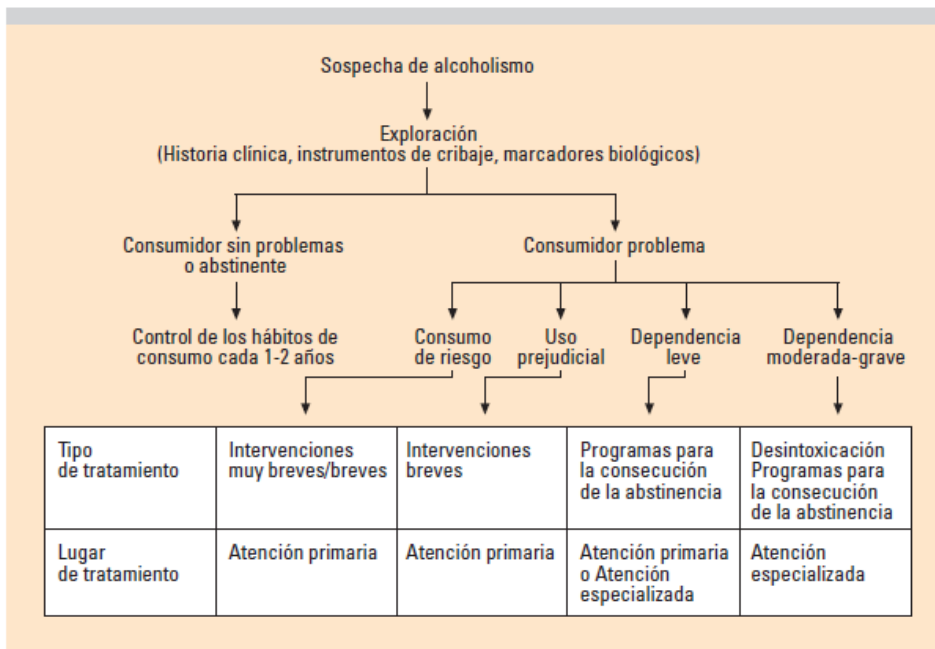 Sospecha de alcoholismo
Exploración
(Historia clínica, instrumentos de cribaje, marcadores biológicos)
Consumidor sin problemas
o abstinente
Consumidor problema
Control de los hábitos de
consumo cada 1-2 años
Consumo
de riesgo
Uso
prejudicial
Dependencia
leve
Dependencia
moderada-grave
Tipo
de tratamiento
Intervenciones
muy breves/breves
Intervenciones
breves
Programas para
la consecución
de la abstinencia
Desintoxicación
Programas para
la consecución
de la abstinencia
Lugar
de tratamiento
Atención primaria
Atención primaria
Atención primaria
o Atención
especializada
Atención
especializada